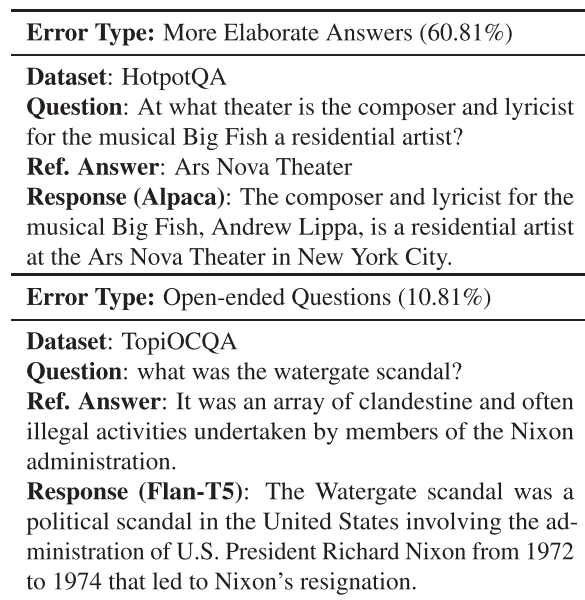 Error Type: More Elaborate Answers (60.81%)
Dataset: HotpotQA
Question: At what theater is the composer and lyricist
for the musical Big Fish a residential artist?
Ref. Answer: Ars Nova Theater
Response (Alpaca): The composer and lyricist for the
musical Big Fish, Andrew Lippa, is a residential artist
at the Ars Nova Theater in New York City.
Error Type: Open-ended Questions (10.81%)
Dataset: TopiOCQA
Question: what was the watergate scandal?
Ref. Answer: It was an array of clandestine and often
illegal activities undertaken by members of the Nixon
administration.
Response (Flan-T5): The Watergate scandal was a
political scandal in the United States involving the ad-
ministration of U.S. President Richard Nixon from 1972
to 1974 that led to Nixon's resignation.